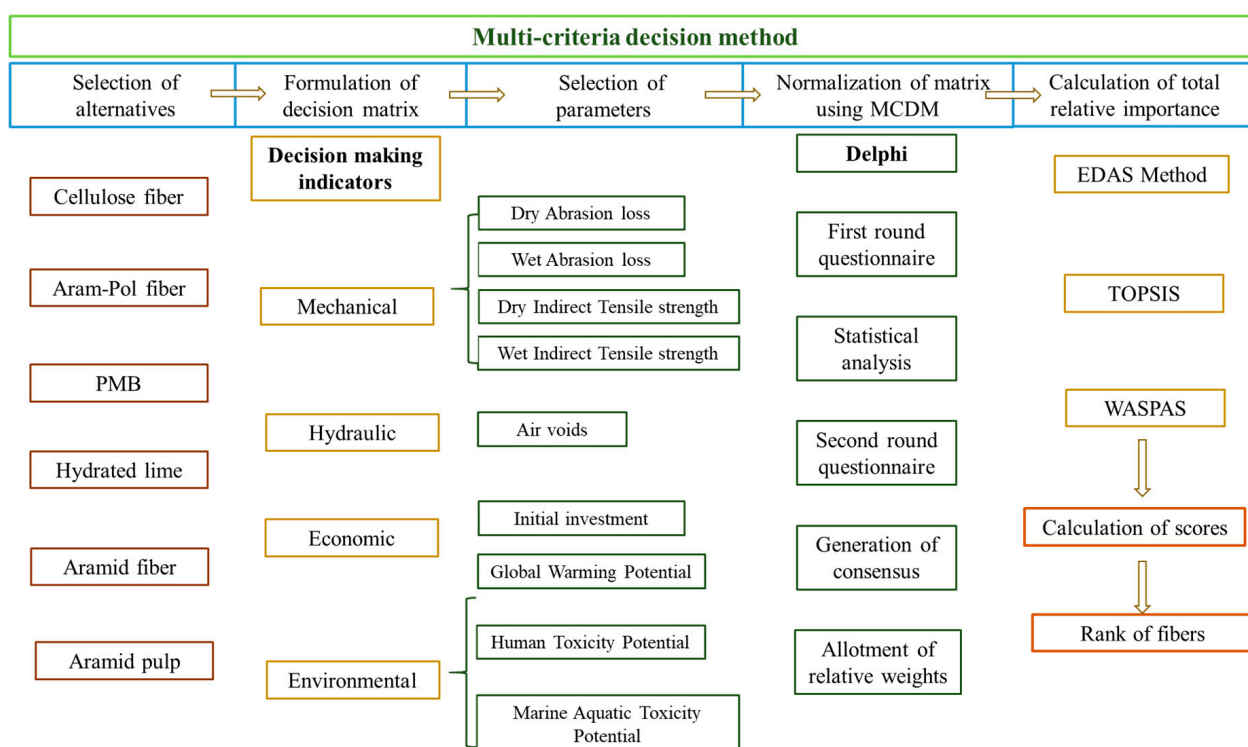 Multi-criteria decision method
Selection of
alternatives
Formulation of
decision matrix
Selection of
parameters
Normalization of matrix
using MCDM
Calculation of total
relative importance
Cellulose fiber
Aram-Pol fiber
PMB
Hydrated lime
Aramid fiber
Aramid pulp
Decision making
indicators
Mechanical
Hydraulic
Economic
Environmental
Dry Abrasion loss
Wet Abrasion loss
Dry Indirect Tensile strength
Wet Indirect Tensile strength
Air voids
Initial investment
Global Warming Potential
Human Toxicity Potential
Marine Aquatic Toxicity
Potential
Delphi
First round
questionnaire
Statistical
analysis
Second round
questionnaire
Generation of
consensus
Allotment of
relative weights
EDAS Method
TOPSIS
WASPAS
Calculation of scores
Rank of fibers